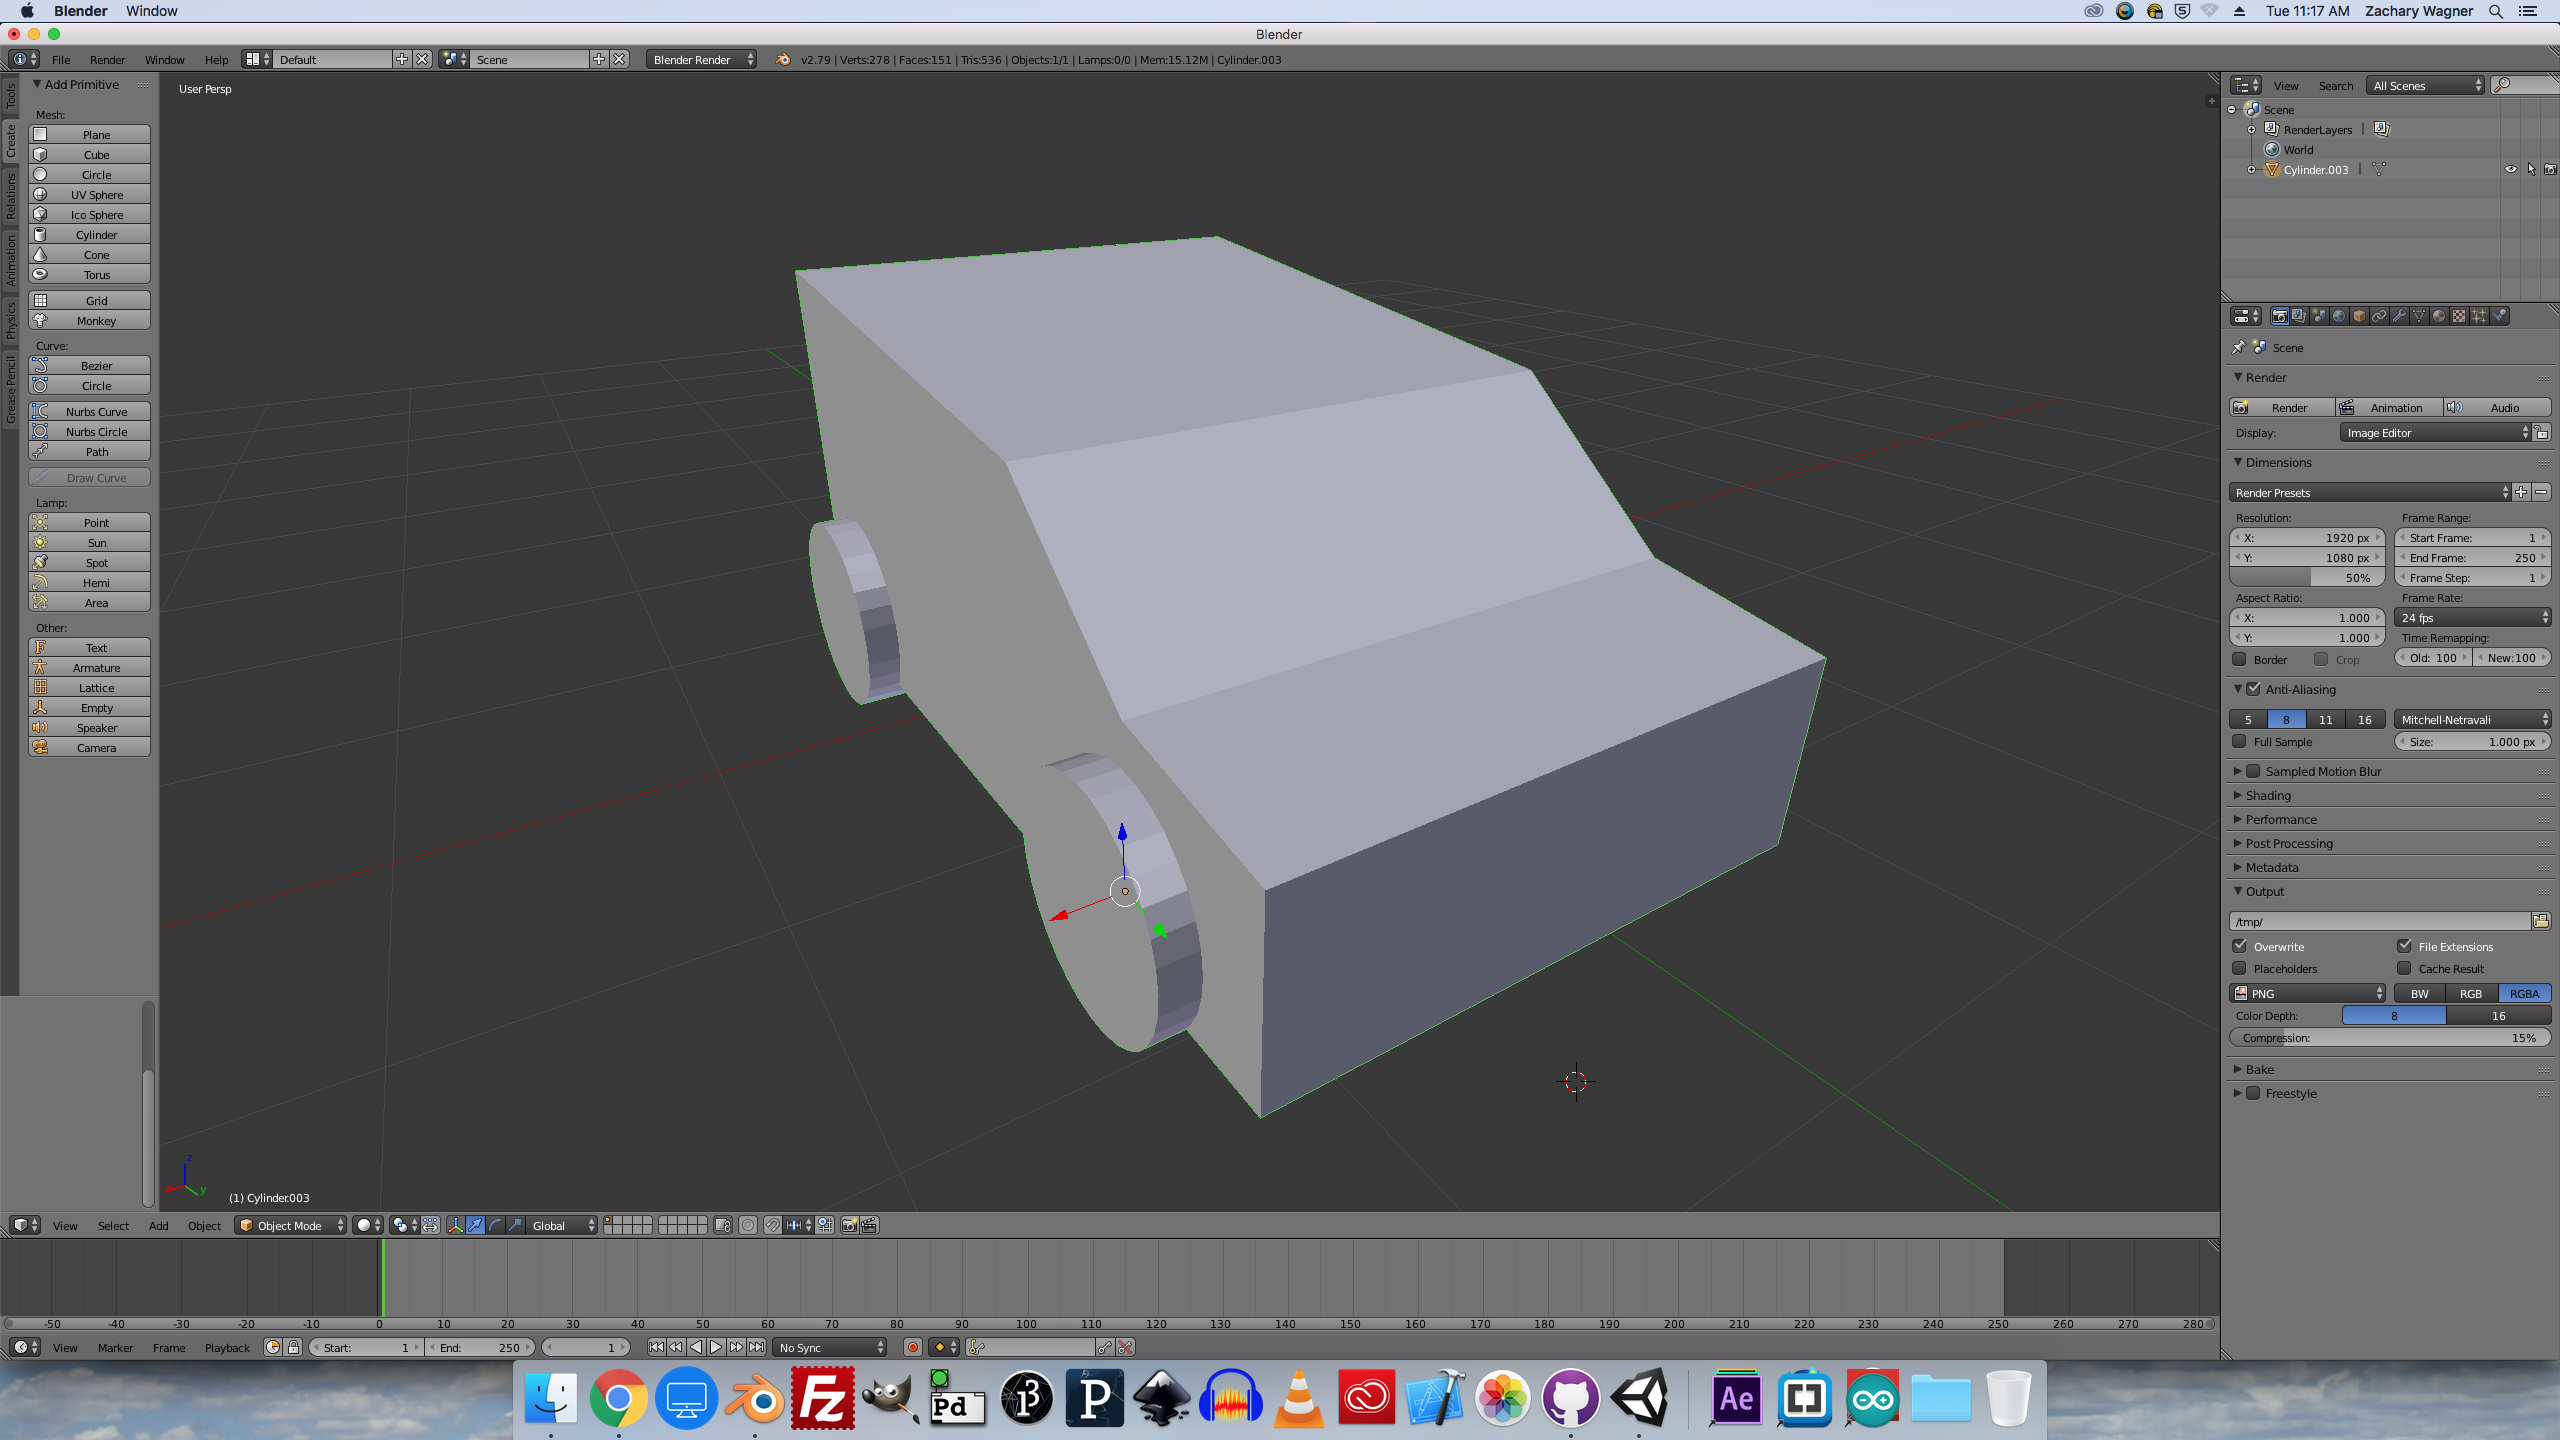 Blender Window Tue 11:17 AM Zachary Wagner
Blender
File Render Window Help Default Scene Blender Render v2.79 | Verts:278 | Faces:151 | Tris:536 | Objects:1/1 | Lamps:0/0 | Mem:15.12M | Cylinder.003
Tools
Create
Relations
Animation
Physics
Grease Pencil
Add Primitive
Mesh:
Plane
Cube
Circle
UV Sphere
Ico Sphere
Cylinder
Cone
Torus
Grid
Monkey
Curve:
Bezier
Circle
Nurbs Curve
Nurbs Circle
Path
Draw Curve
Lamp:
Point
Sun
Spot
Hemi
Area
Other:
Text
Armature
Lattice
Empty
Speaker
Camera
User Persp
z
y
(1) Cylinder.003
View Select Add Object Object Mode Global
-50 -40 -30 -20 -10 0 10 20 30 40 50 60 70 80 90 100 110 120 130 140 150 160 170 180 190 200 210 220 230 240 250 260 270 280
View Marker Frame Playback Start: 1 End: 250 1 No Sync
View Search All Scenes
Scene
RenderLayers |
World
Cylinder.003 |
Scene
Render
Render Animation Audio
Display: Image Editor
Dimensions
Render Presets
Resolution: Frame Range:
X: 1920 px Start Frame: 1
Y: 1080 px End Frame: 250
50% Frame Step: 1
Aspect Ratio: Frame Rate:
X: 1.000 24 fps
Y: 1.000 Time Remapping:
Border Crop Old: 100 New:100
Anti-Aliasing
5 8 11 16 Mitchell-Netravali
Full Sample Size: 1.000 px
Sampled Motion Blur
Shading
Performance
Post Processing
Metadata
Output
/tmp/
Overwrite File Extensions
Placeholders Cache Result
PNG BW RGB RGBA
Color Depth: 8 16
Compression: 15%
Bake
Freestyle
Fz Pd P Ae